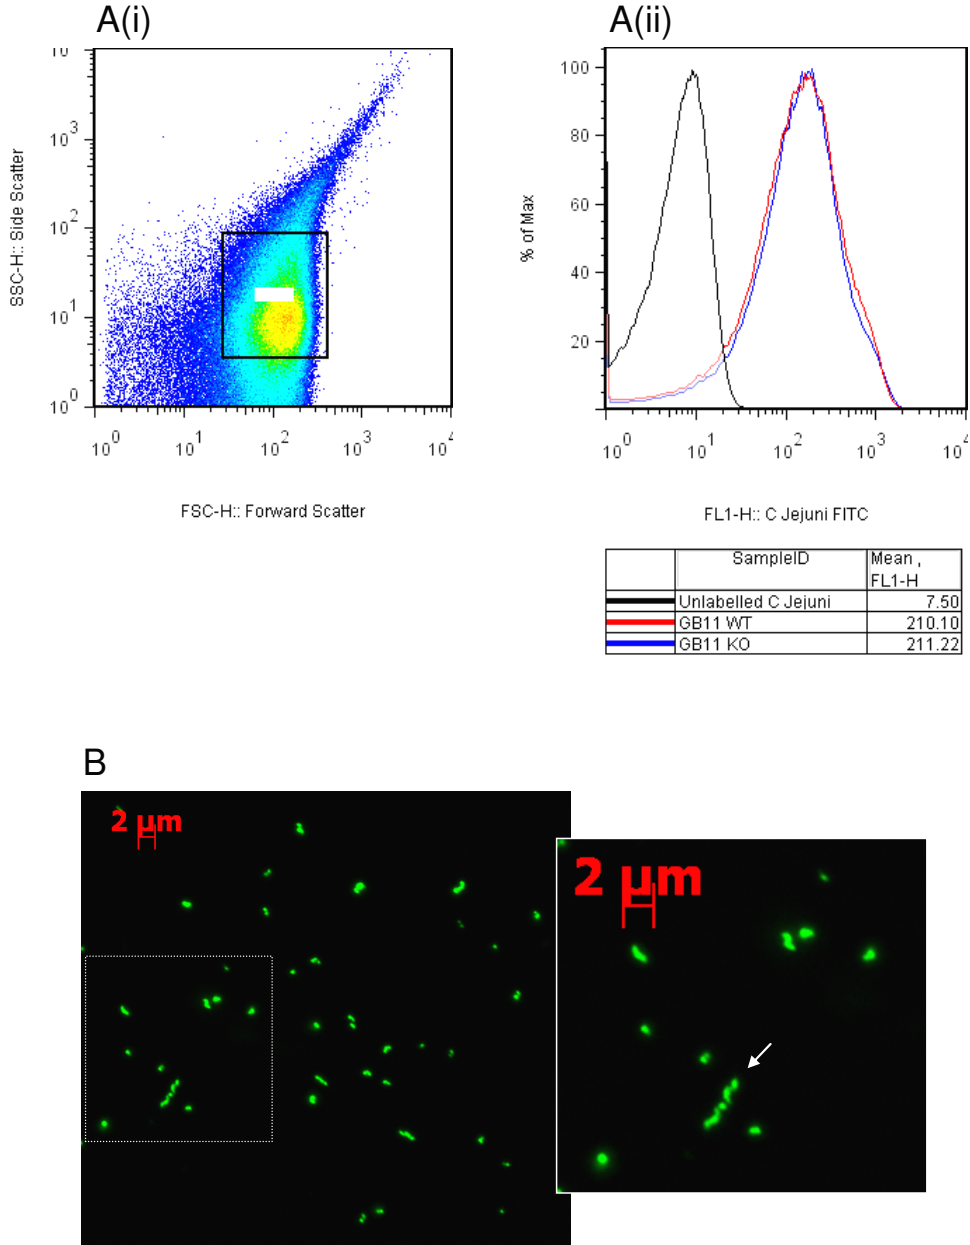 A(i)
A(ii)
10
10³
10²
10¹
10⁰
SSC-H:: Side Scatter
10⁰ 10¹ 10² 10³ 10⁴
FSC-H:: Forward Scatter
100
80
60
40
20
% of Max
10⁰ 10¹ 10² 10³ 10⁴
FL1-H:: C Jejuni FITC
SampleID Mean , FL1-H
Unlabelled C Jejuni 7.50
GB11 WT 210.10
GB11 KO 211.22
B
2 µm
2 µm